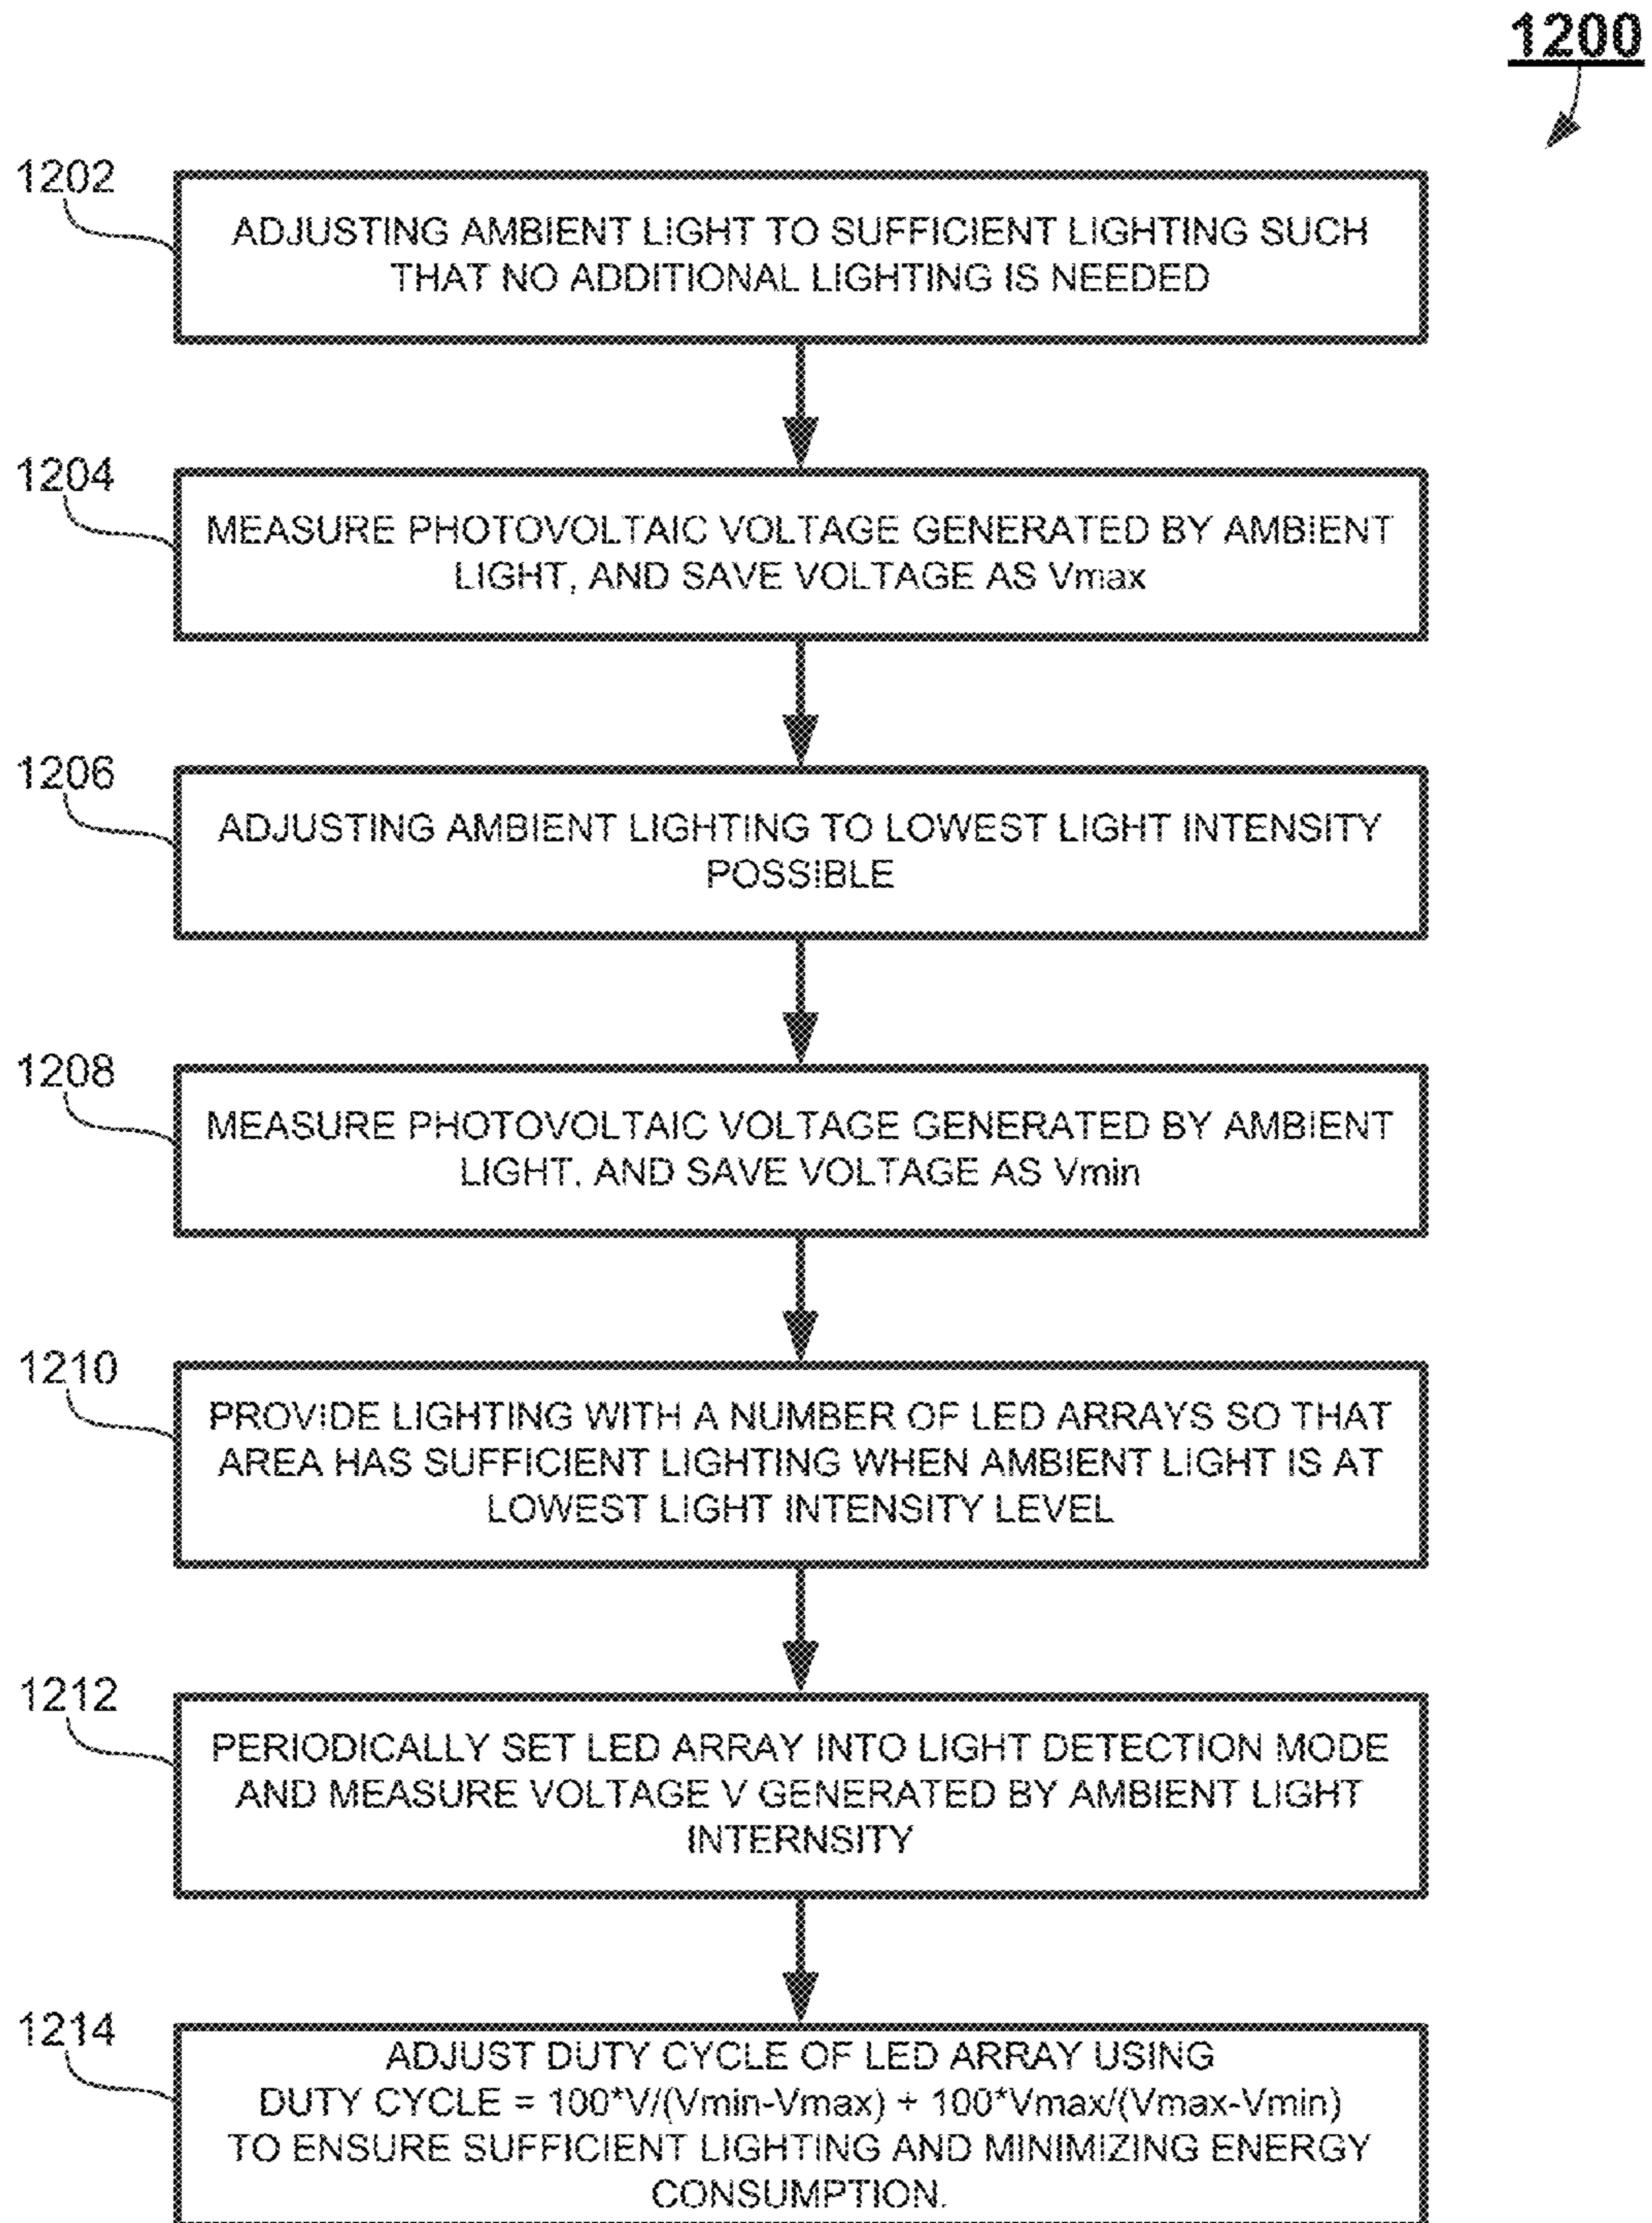 1200
1202
ADJUSTING AMBIENT LIGHT TO SUFFICIENT LIGHTING SUCH
THAT NO ADDITIONAL LIGHTING IS NEEDED
1204
MEASURE PHOTOVOLTAIC VOLTAGE GENERATED BY AMBIENT
LIGHT, AND SAVE VOLTAGE AS Vmax
1206
ADJUSTING AMBIENT LIGHTING TO LOWEST LIGHT INTENSITY
POSSIBLE
1208
MEASURE PHOTOVOLTAIC VOLTAGE GENERATED BY AMBIENT
LIGHT, AND SAVE VOLTAGE AS Vmin
1210
PROVIDE LIGHTING WITH A NUMBER OF LED ARRAYS SO THAT
AREA HAS SUFFICIENT LIGHTING WHEN AMBIENT LIGHT IS AT
LOWEST LIGHT INTENSITY LEVEL
1212
PERIODICALLY SET LED ARRAY INTO LIGHT DETECTION MODE
AND MEASURE VOLTAGE V GENERATED BY AMBIENT LIGHT
INTERNSITY
1214
ADJUST DUTY CYCLE OF LED ARRAY USING
DUTY CYCLE = 100*V/(Vmin-Vmax) + 100*Vmax/(Vmax-Vmin)
TO ENSURE SUFFICIENT LIGHTING AND MINIMIZING ENERGY
CONSUMPTION.